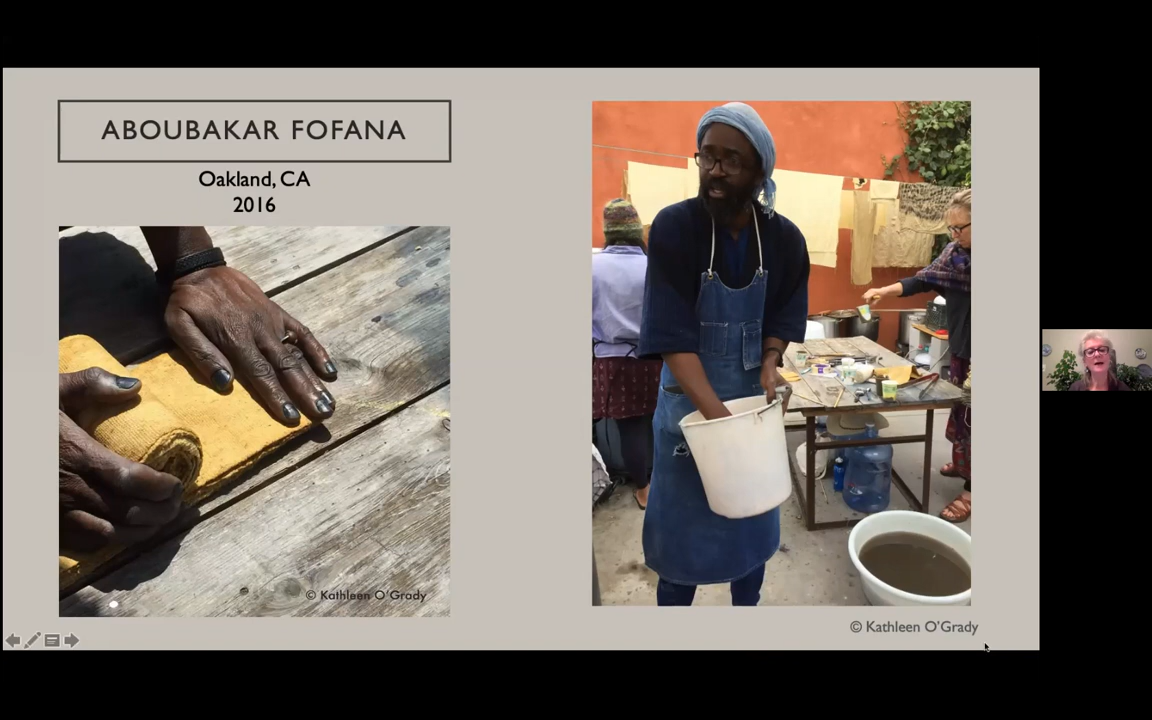 ABOUBAKAR FOFANA
Oakland, CA
2016
© Kathleen O'Grady
© Kathleen O'Grady